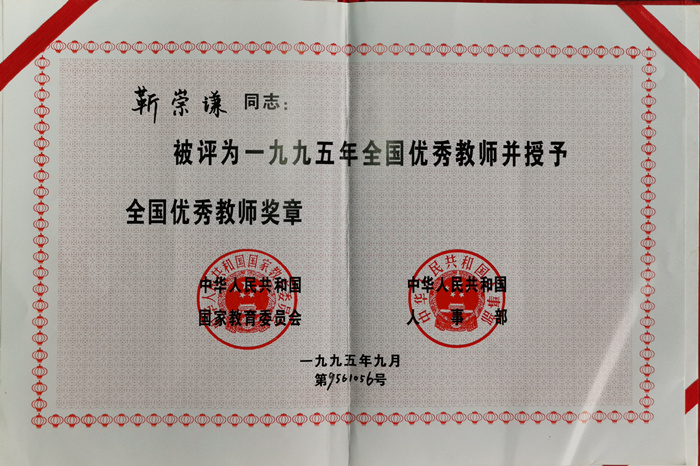 靳崇谦 同志：
被评为一九九五年全国优秀教师并授予
全国优秀教师奖章
中华人民共和国 中华人民共和国
国家教育委员会 人事部
一九九五年九月
第9561056号